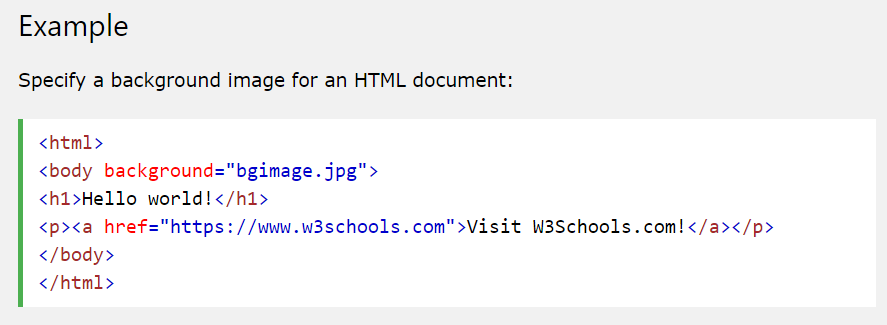 Example
Specify a background image for an HTML document:
<html>
<body background="bgimage.jpg">
<h1>Hello world!</h1>
<p><a href="https://www.w3schools.com">Visit W3Schools.com!</a></p>
</body>
</html>